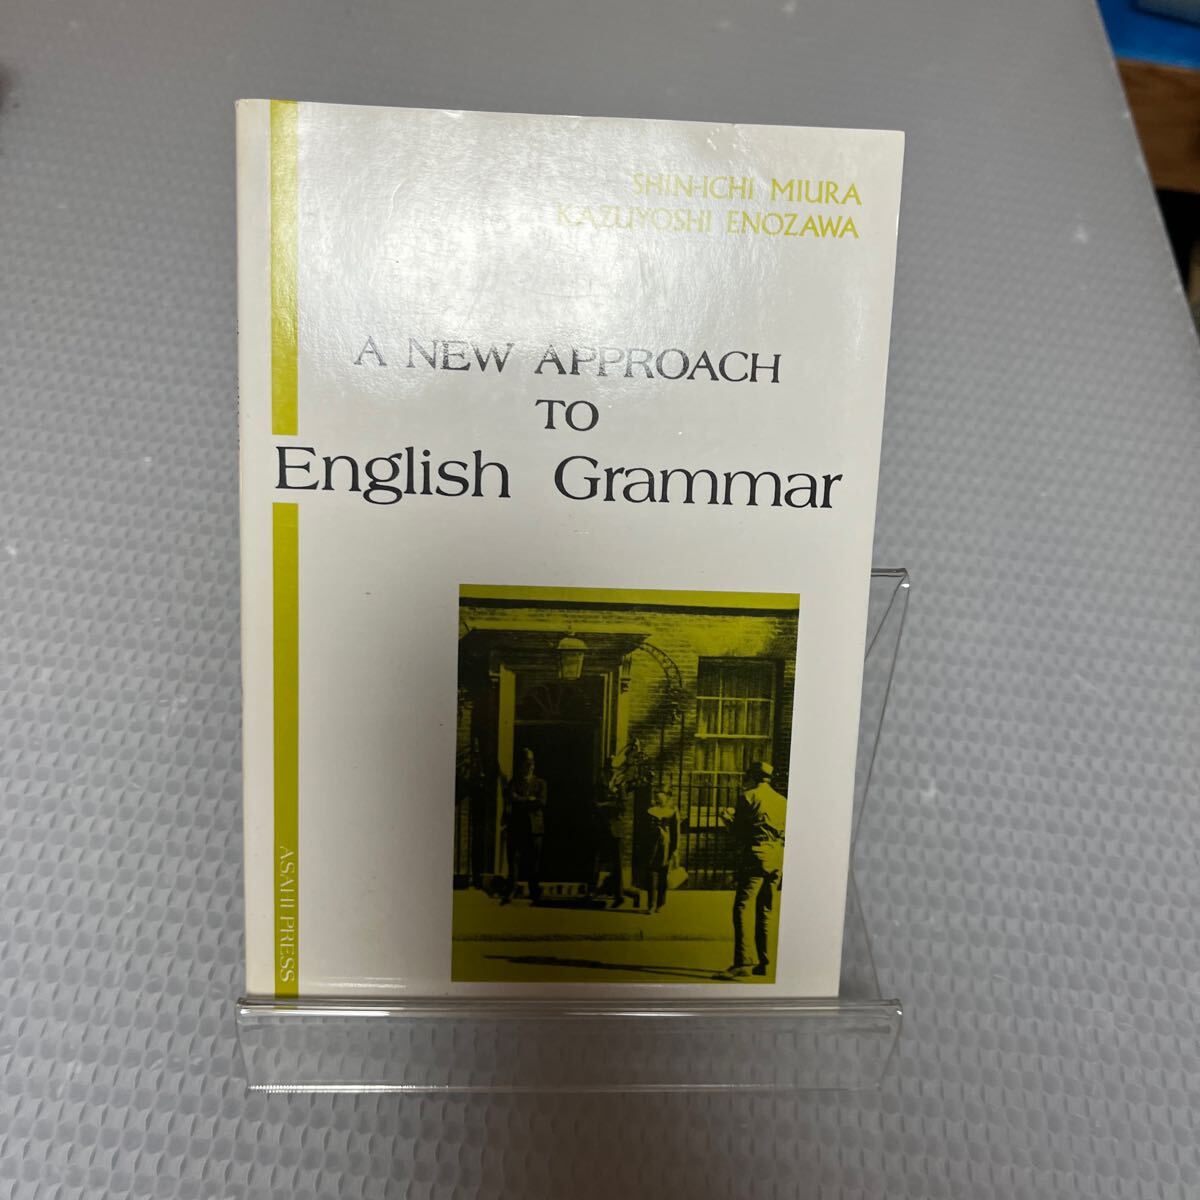 SHIN-ICHI MIURA
KAZUYOSHI ENOZAWA
A NEW APPROACH
TO
English Grammar
ASAHI PRESS